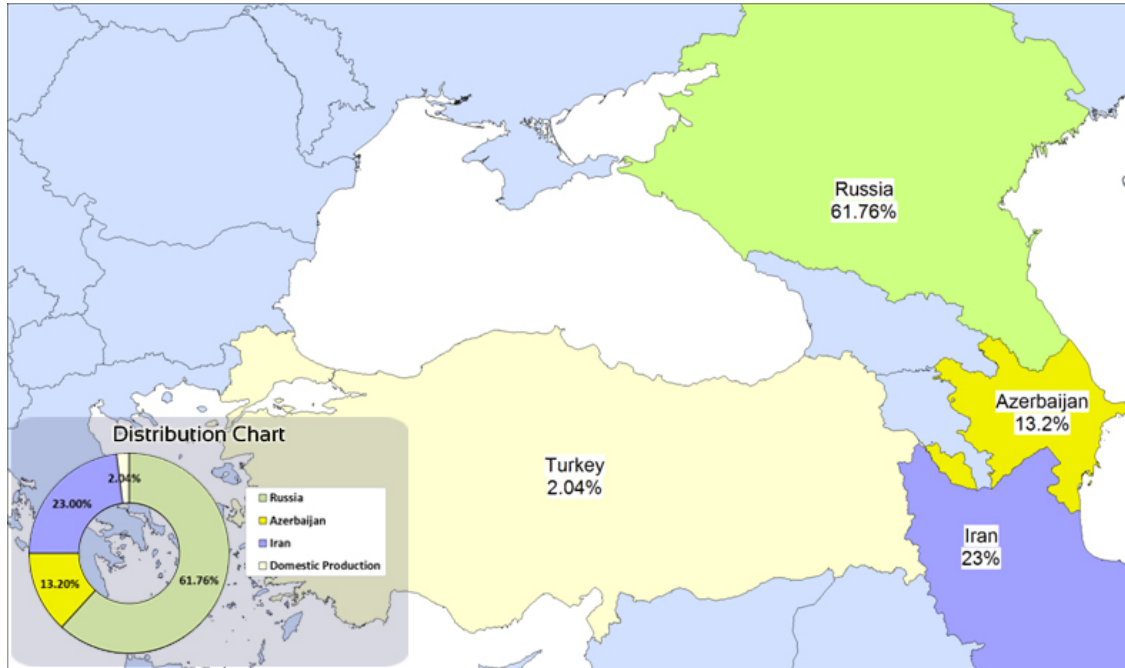 Russia
61.76%
Azerbaijan
13.2%
Turkey
2.04%
Iran
23%
Distribution Chart
2.04%
23.00%
13.20%
61.76%
Russia
Azerbaijan
Iran
Domestic Production